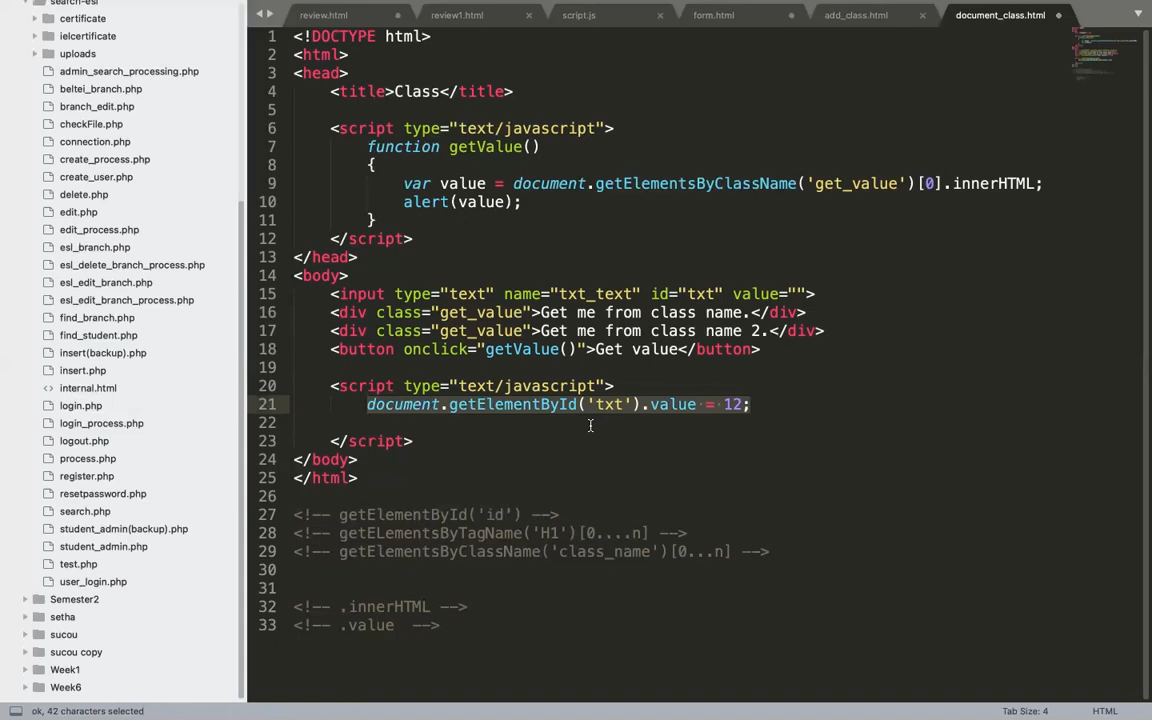 search-esl
certificate
ielcertificate
uploads
admin_search_processing.php
beltei_branch.php
branch_edit.php
checkFile.php
connection.php
create_process.php
create_user.php
delete.php
edit.php
edit_process.php
esl_branch.php
esl_delete_branch_process.php
esl_edit_branch.php
esl_edit_branch_process.php
find_branch.php
find_student.php
insert(backup).php
insert.php
internal.html
login.php
login_process.php
logout.php
process.php
register.php
resetpassword.php
search.php
student_admin(backup).php
student_admin.php
test.php
user_login.php
Semester2
setha
sucou
sucou copy
Week1
Week6
review.html
review1.html
script.js
form.html
add_class.html
document_class.html
1 <!DOCTYPE html>
2 <html>
3 <head>
4 <title>Class</title>
5
6 <script type="text/javascript">
7 function getValue()
8 {
9 var value = document.getElementsByClassName('get_value')[0].innerHTML;
10 alert(value);
11 }
12 </script>
13 </head>
14 <body>
15 <input type="text" name="txt_text" id="txt" value="">
16 <div class="get_value">Get me from class name.</div>
17 <div class="get_value">Get me from class name 2.</div>
18 <button onclick="getValue()">Get value</button>
19
20 <script type="text/javascript">
21 document.getElementById('txt').value = 12;
22
23 </script>
24 </body>
25 </html>
26
27 <!-- getElementById('id') -->
28 <!-- getELementsByTagName('H1')[0....n] -->
29 <!-- getElementsByClassName('class_name')[0...n] -->
30
31
32 <!-- .innerHTML -->
33 <!-- .value  -->
ok, 42 characters selected
Tab Size: 4
HTML